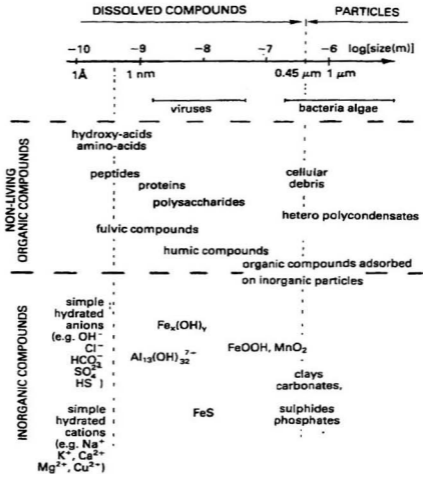 DISSOLVED COMPOUNDS PARTICLES
−10 −9 −8 −7 −6 log[size(m)]
1Å 1 nm 0.45 μm 1 μm
viruses bacteria algae
NON-LIVING
ORGANIC COMPOUNDS
hydroxy-acids
amino-acids
peptides
proteins
polysaccharides
cellular
debris
hetero polycondensates
fulvic compounds
humic compounds
organic compounds adsorbed
on inorganic particles
INORGANIC COMPOUNDS
simple
hydrated
anions
(e.g. OH⁻
Cl⁻
HCO₃⁻
SO₄²⁻
HS⁻)
Feₓ(OH)ᵧ
Al₁₃(OH)₃₂⁷⁻
FeOOH, MnO₂
clays
carbonates,
sulphides
phosphates
FeS
simple
hydrated
cations
(e.g. Na⁺
K⁺, Ca²⁺
Mg²⁺, Cu²⁺)